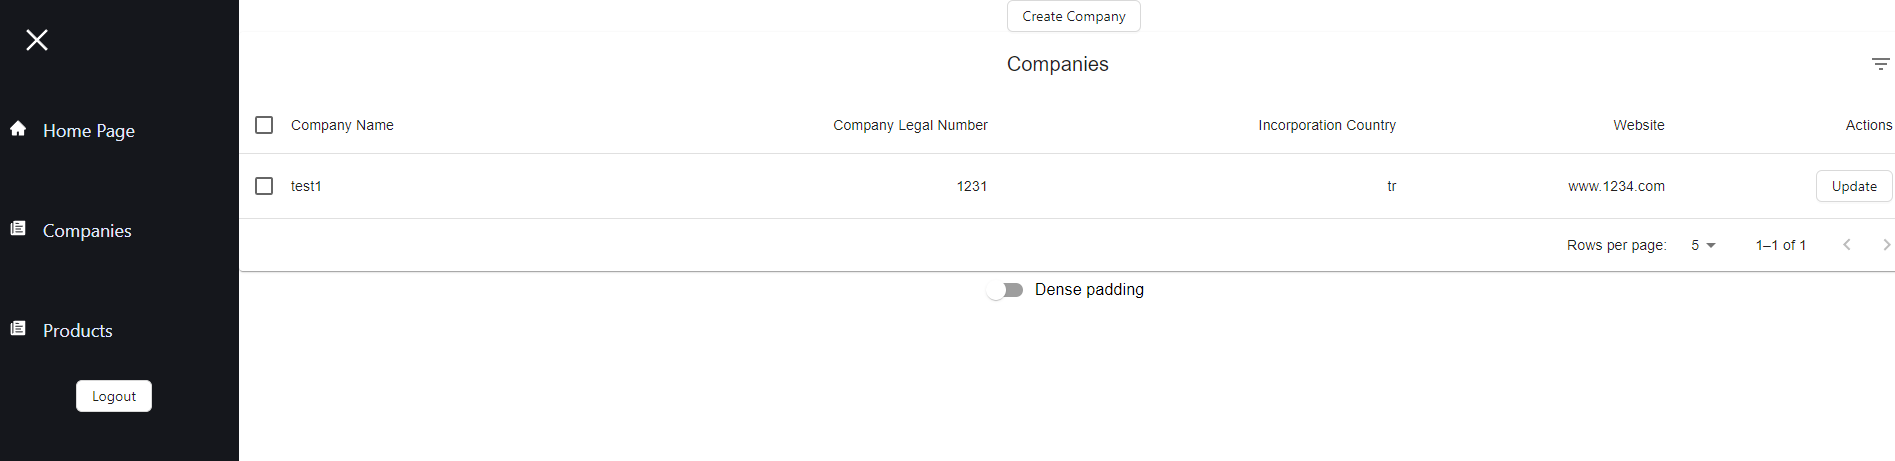 Create Company
Companies
Home Page
Company Name Company Legal Number Incorporation Country Website Actions
test1 1231 tr www.1234.com Update
Companies
Rows per page: 5 1–1 of 1
Dense padding
Products
Logout